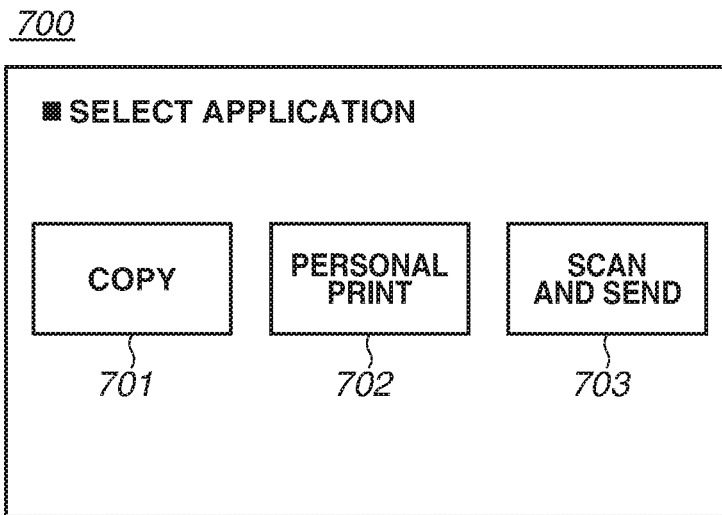 700
■ SELECT APPLICATION
COPY
PERSONAL
PRINT
SCAN
AND SEND
701
702
703